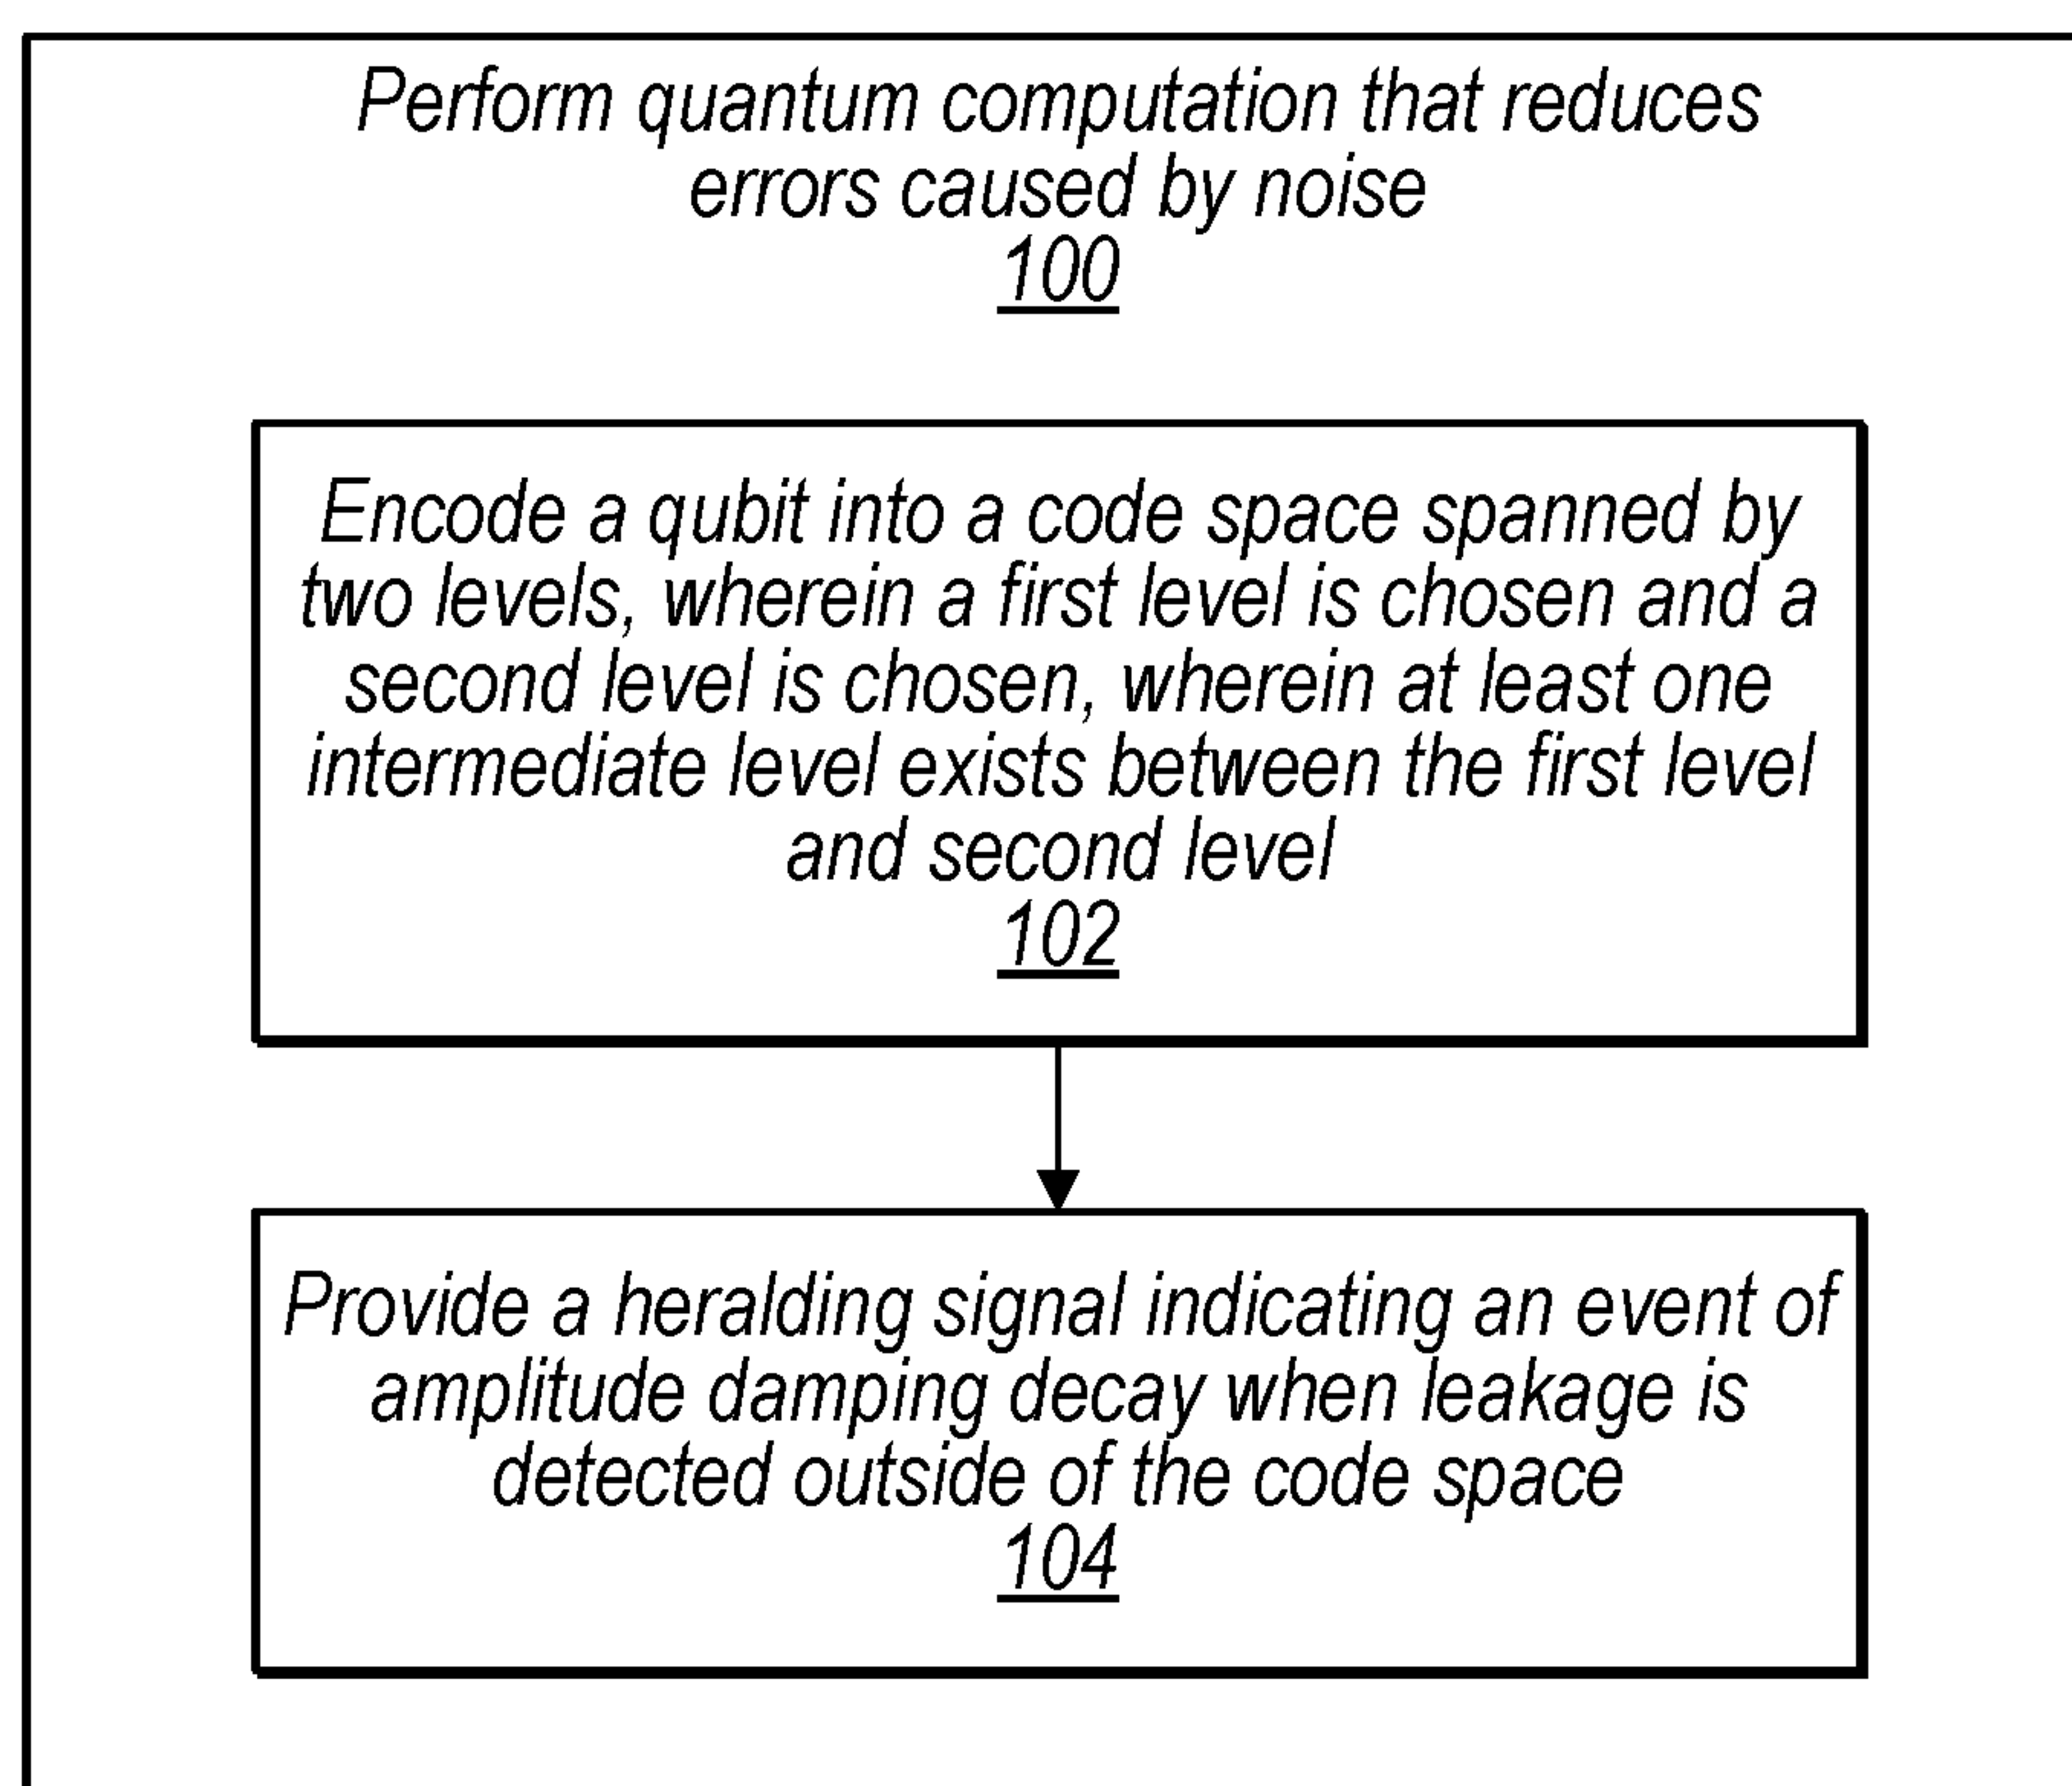 Perform quantum computation that reduces
errors caused by noise
100
Encode a qubit into a code space spanned by
two levels, wherein a first level is chosen and a
second level is chosen, wherein at least one
intermediate level exists between the first level
and second level
102
Provide a heralding signal indicating an event of
amplitude damping decay when leakage is
detected outside of the code space
104